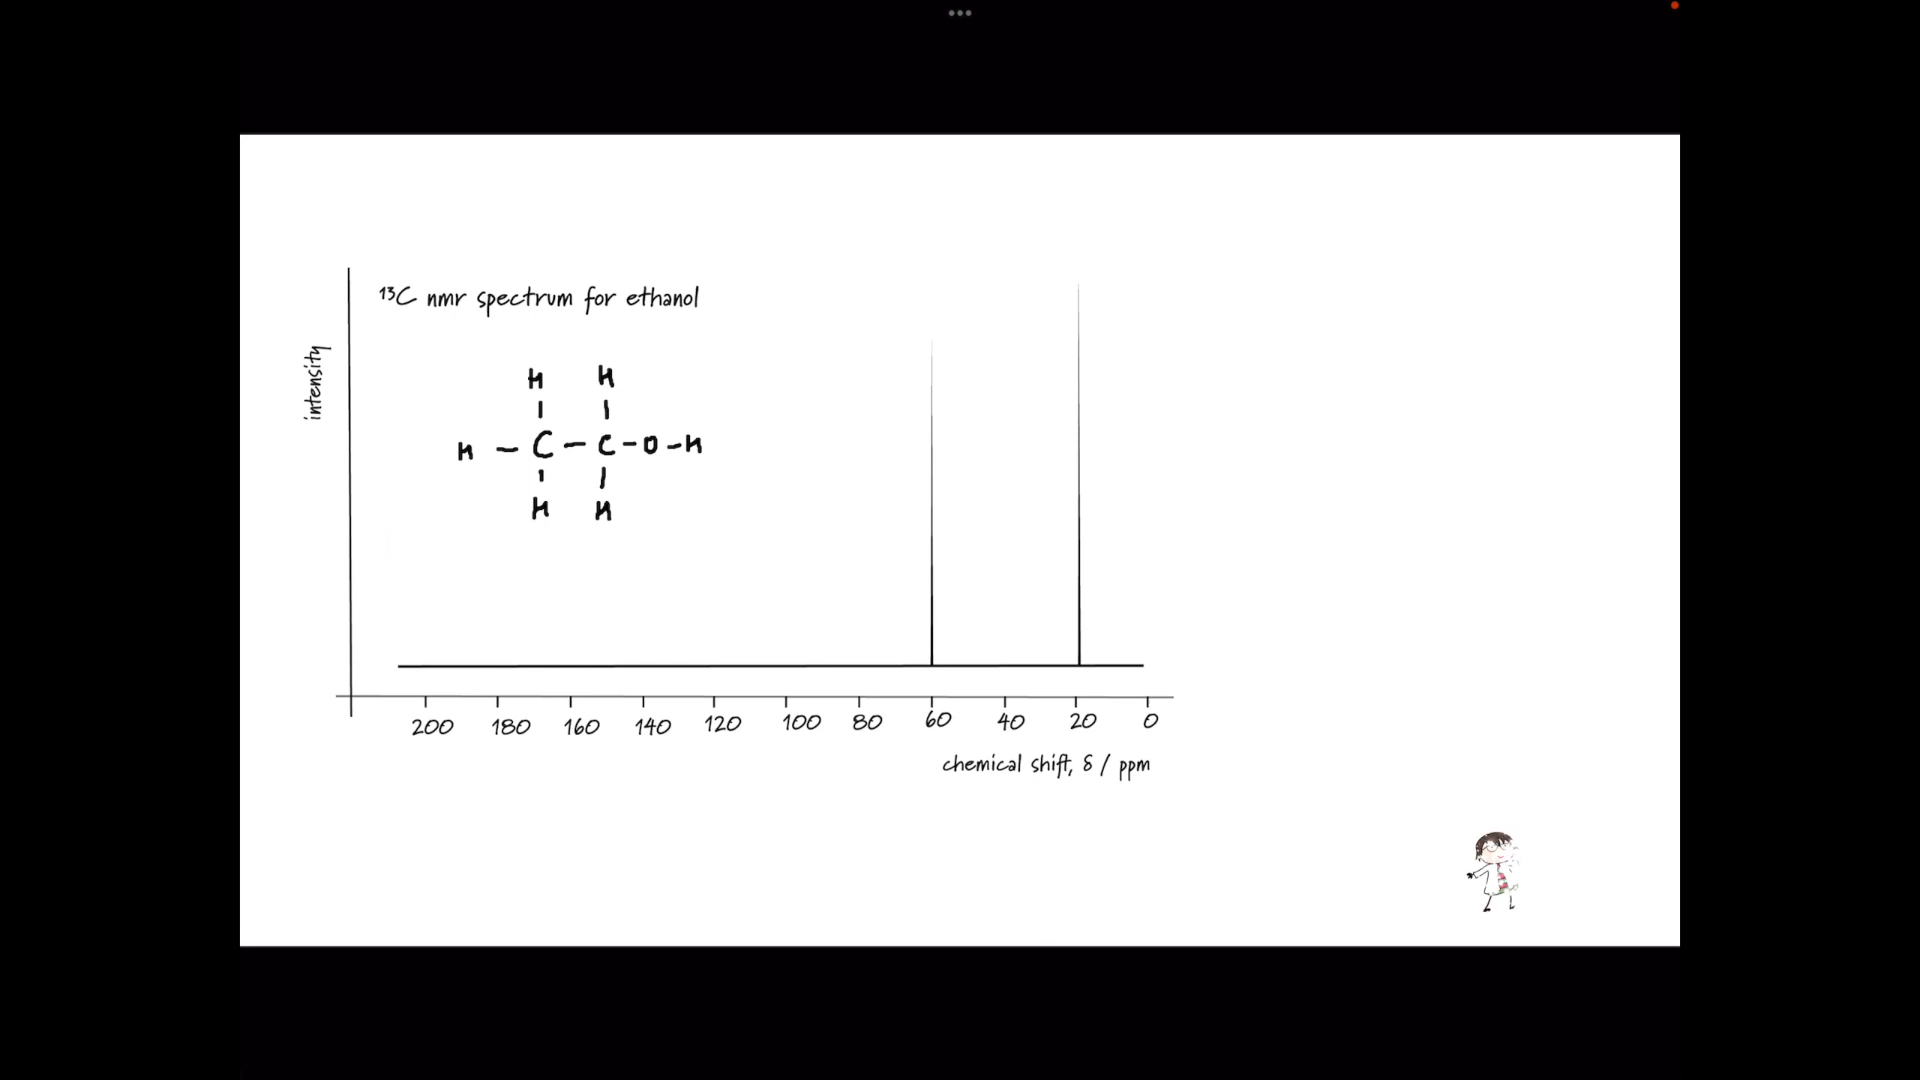 ¹³C nmr spectrum for ethanol
intensity
H H
H - C - C - O - H
H H
200 180 160 140 120 100 80 60 40 20 0
chemical shift, δ / ppm